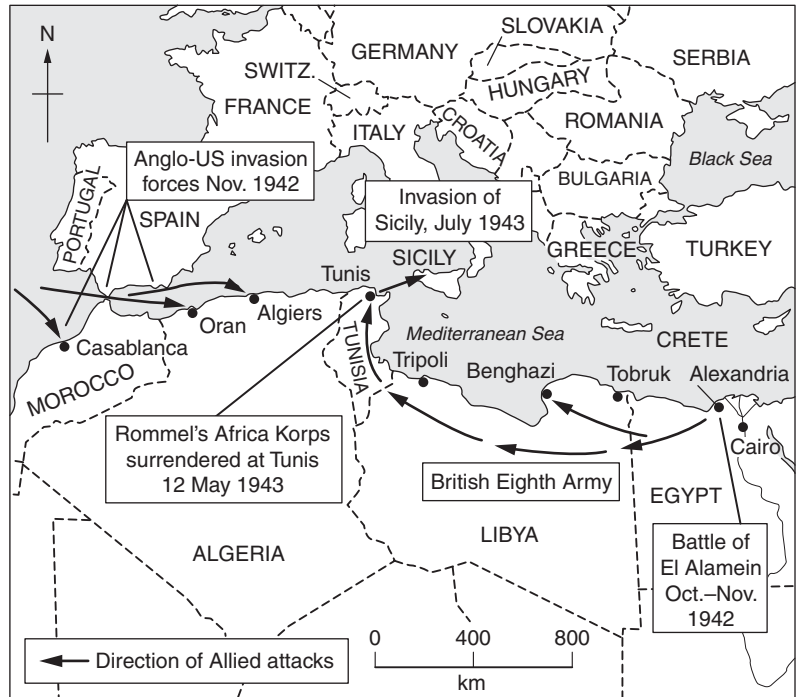 N
SLOVAKIA
GERMANY
SERBIA
SWITZ.
HUNGARY
FRANCE
ROMANIA
ITALY
CROATIA
Anglo-US invasion
forces Nov. 1942
Black Sea
PORTUGAL
SPAIN
BULGARIA
Invasion of
Sicily, July 1943
GREECE
TURKEY
SICILY
Tunis
Algiers
Oran
Mediterranean Sea
CRETE
Casablanca
TUNISIA
Tripoli
Benghazi
Tobruk
Alexandria
MOROCCO
Cairo
Rommel's Africa Korps
surrendered at Tunis
12 May 1943
British Eighth Army
EGYPT
LIBYA
ALGERIA
Battle of
El Alamein
Oct.–Nov.
1942
Direction of Allied attacks
0 400 800
km